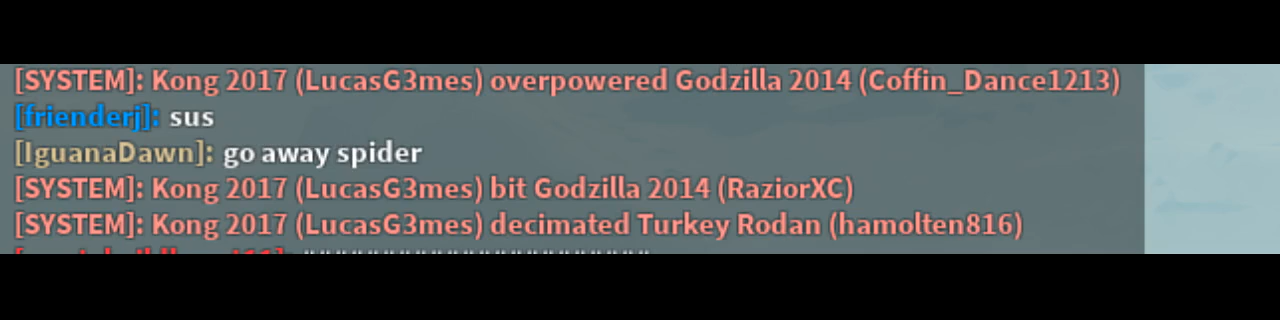 [SYSTEM]: Kong 2017 (LucasG3mes) overpowered Godzilla 2014 (Coffin_Dance1213)
[frienderj]: sus
[IguanaDawn]: go away spider
[SYSTEM]: Kong 2017 (LucasG3mes) bit Godzilla 2014 (RaziorXC)
[SYSTEM]: Kong 2017 (LucasG3mes) decimated Turkey Rodan (hamolten816)